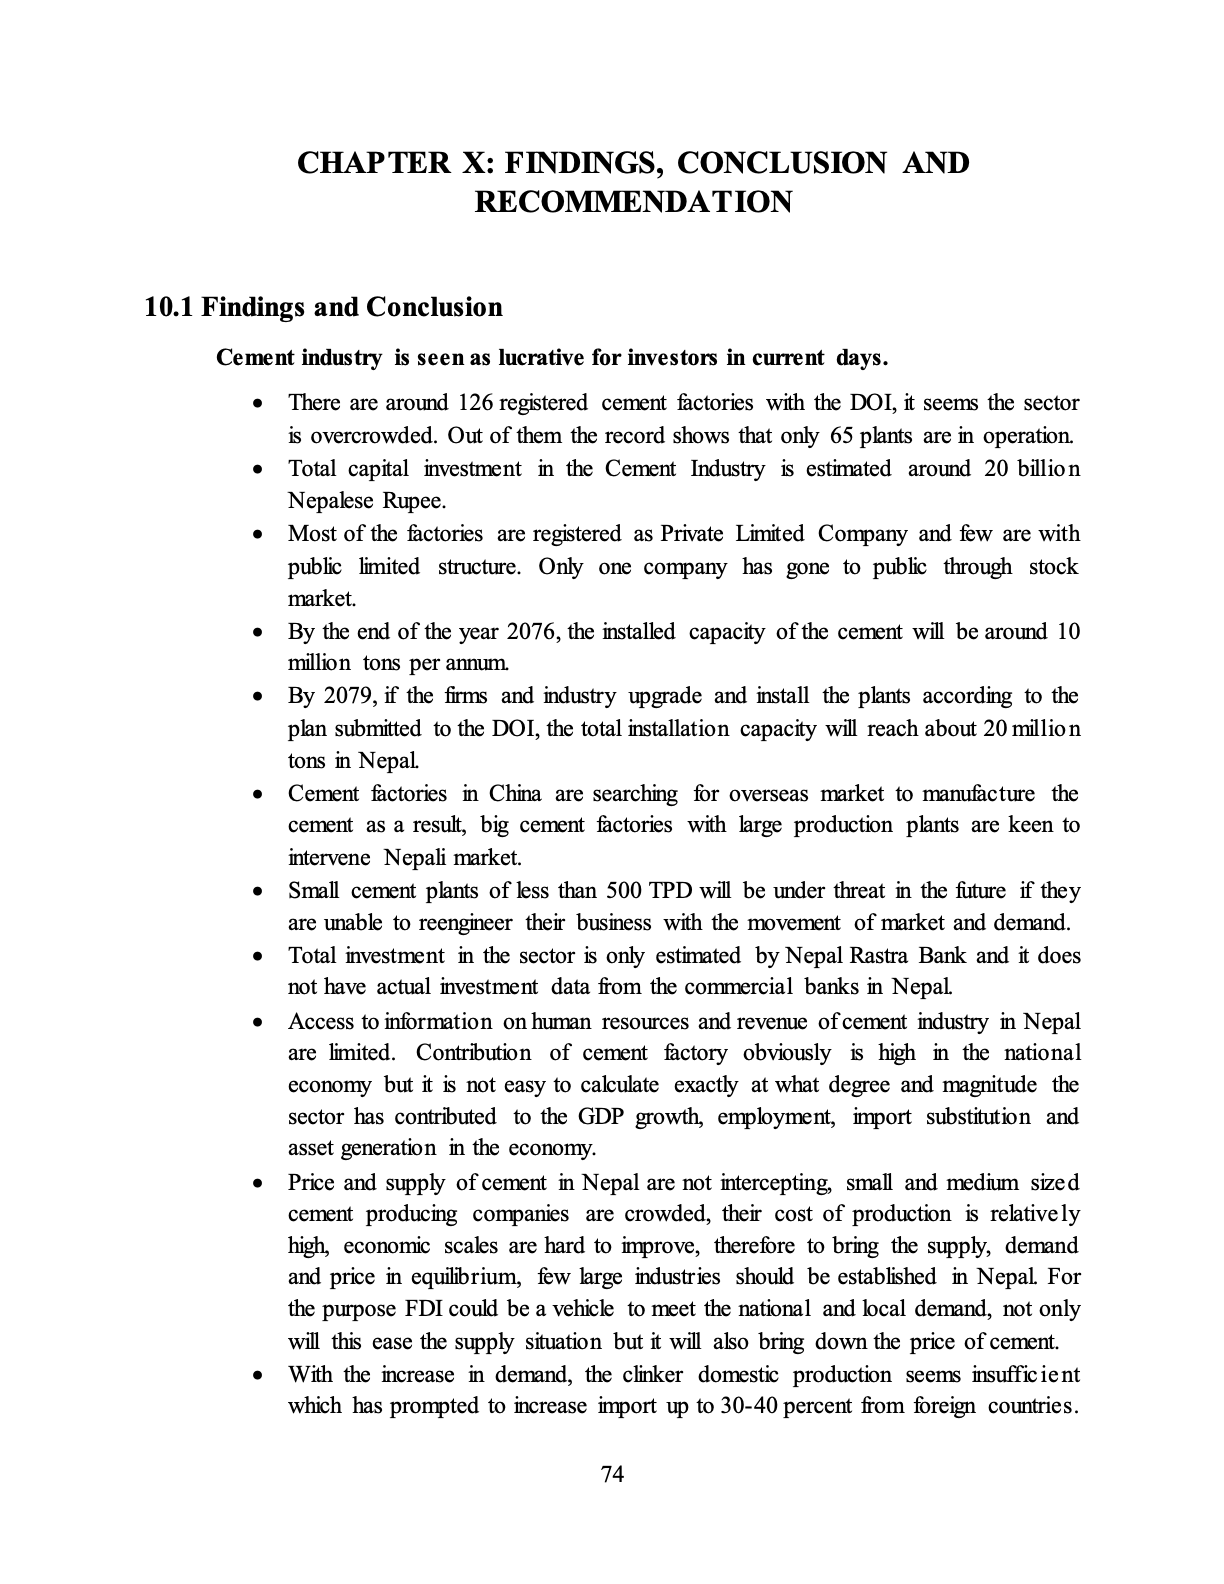 CHAPTER X: FINDINGS, CONCLUSION AND
RECOMMENDATION
10.1 Findings and Conclusion
Cement industry is seen as lucrative for investors in current days.
• There are around 126 registered cement factories with the DOI, it seems the sector
is overcrowded. Out of them the record shows that only 65 plants are in operation.
• Total capital investment in the Cement Industry is estimated around 20 billion
Nepalese Rupee.
• Most of the factories are registered as Private Limited Company and few are with
public limited structure. Only one company has gone to public through stock
market.
• By the end of the year 2076, the installed capacity of the cement will be around 10
million tons per annum.
• By 2079, if the firms and industry upgrade and install the plants according to the
plan submitted to the DOI, the total installation capacity will reach about 20 million
tons in Nepal.
• Cement factories in China are searching for overseas market to manufacture the
cement as a result, big cement factories with large production plants are keen to
intervene Nepali market.
• Small cement plants of less than 500 TPD will be under threat in the future if they
are unable to reengineer their business with the movement of market and demand.
• Total investment in the sector is only estimated by Nepal Rastra Bank and it does
not have actual investment data from the commercial banks in Nepal.
• Access to information on human resources and revenue of cement industry in Nepal
are limited. Contribution of cement factory obviously is high in the national
economy but it is not easy to calculate exactly at what degree and magnitude the
sector has contributed to the GDP growth, employment, import substitution and
asset generation in the economy.
• Price and supply of cement in Nepal are not intercepting, small and medium sized
cement producing companies are crowded, their cost of production is relatively
high, economic scales are hard to improve, therefore to bring the supply, demand
and price in equilibrium, few large industries should be established in Nepal. For
the purpose FDI could be a vehicle to meet the national and local demand, not only
will this ease the supply situation but it will also bring down the price of cement.
• With the increase in demand, the clinker domestic production seems insufficient
which has prompted to increase import up to 30-40 percent from foreign countries.
74